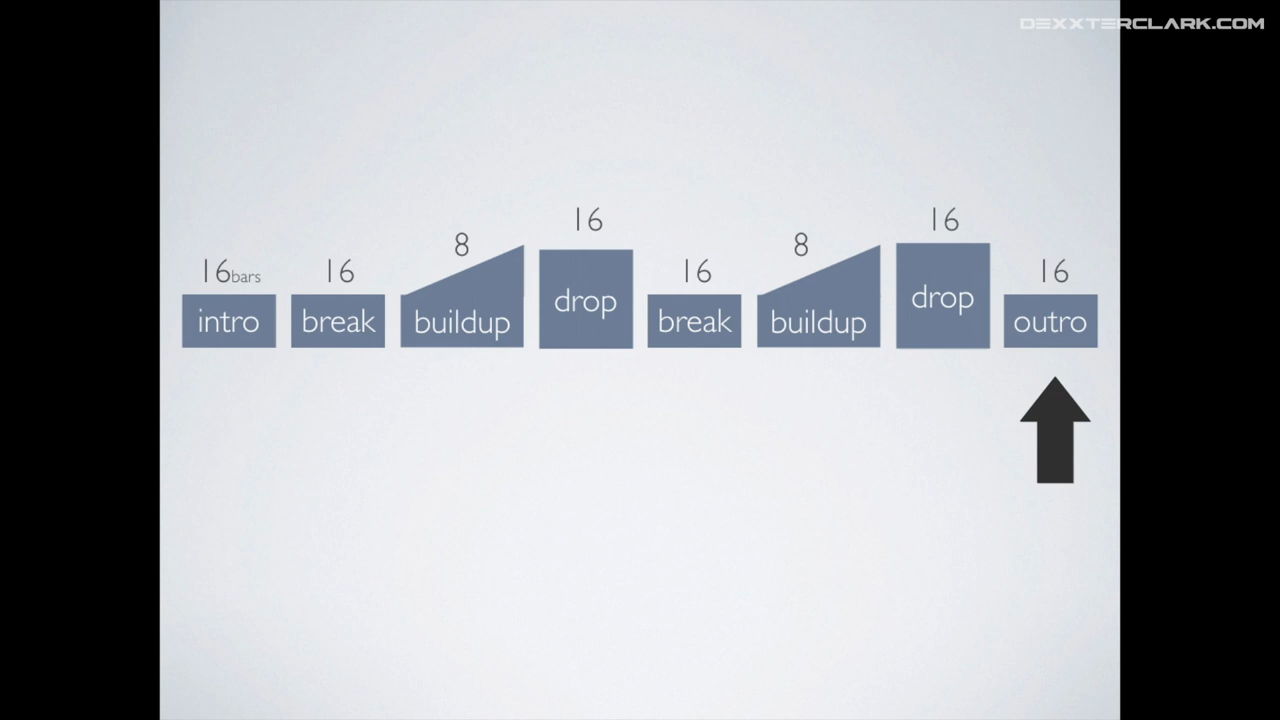 DEXXTERCLARK.COM
16 16
8 8
16bars 16 16 16
intro break buildup drop break buildup drop outro